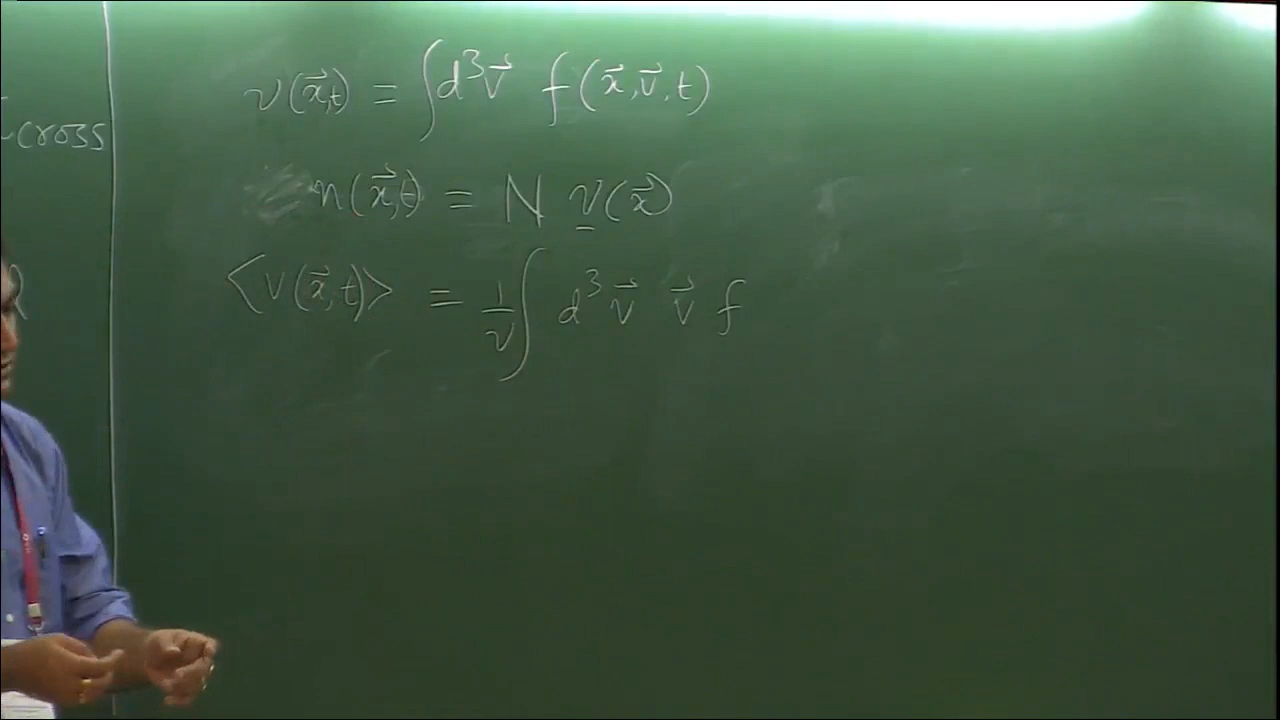 -cross
ν(x⃗,t) = ∫d³v⃗ f(x⃗,v⃗,t)
n(x⃗,t) = N ν(x⃗)
<v(x⃗,t)> = 1/ν ∫ d³v⃗ v⃗ f